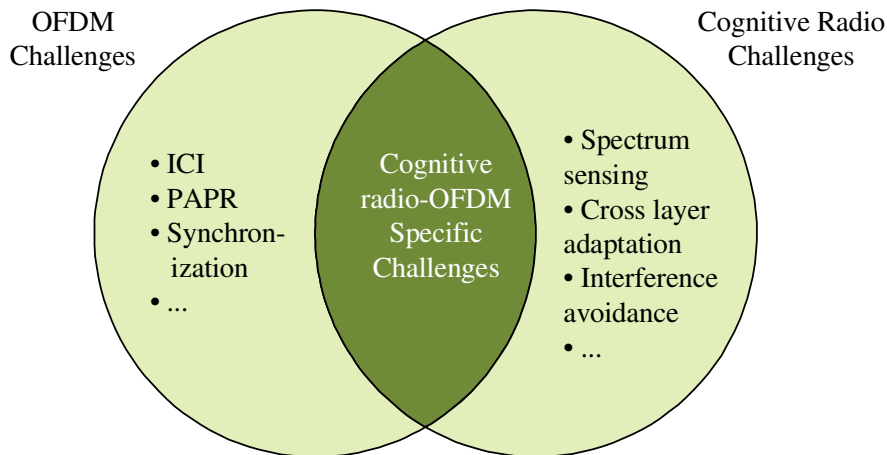 OFDM
Challenges
Cognitive Radio
Challenges
• ICI
• PAPR
• Synchron-
ization
• ...
Cognitive
radio-OFDM
Specific
Challenges
• Spectrum
sensing
• Cross layer
adaptation
• Interference
avoidance
• ...